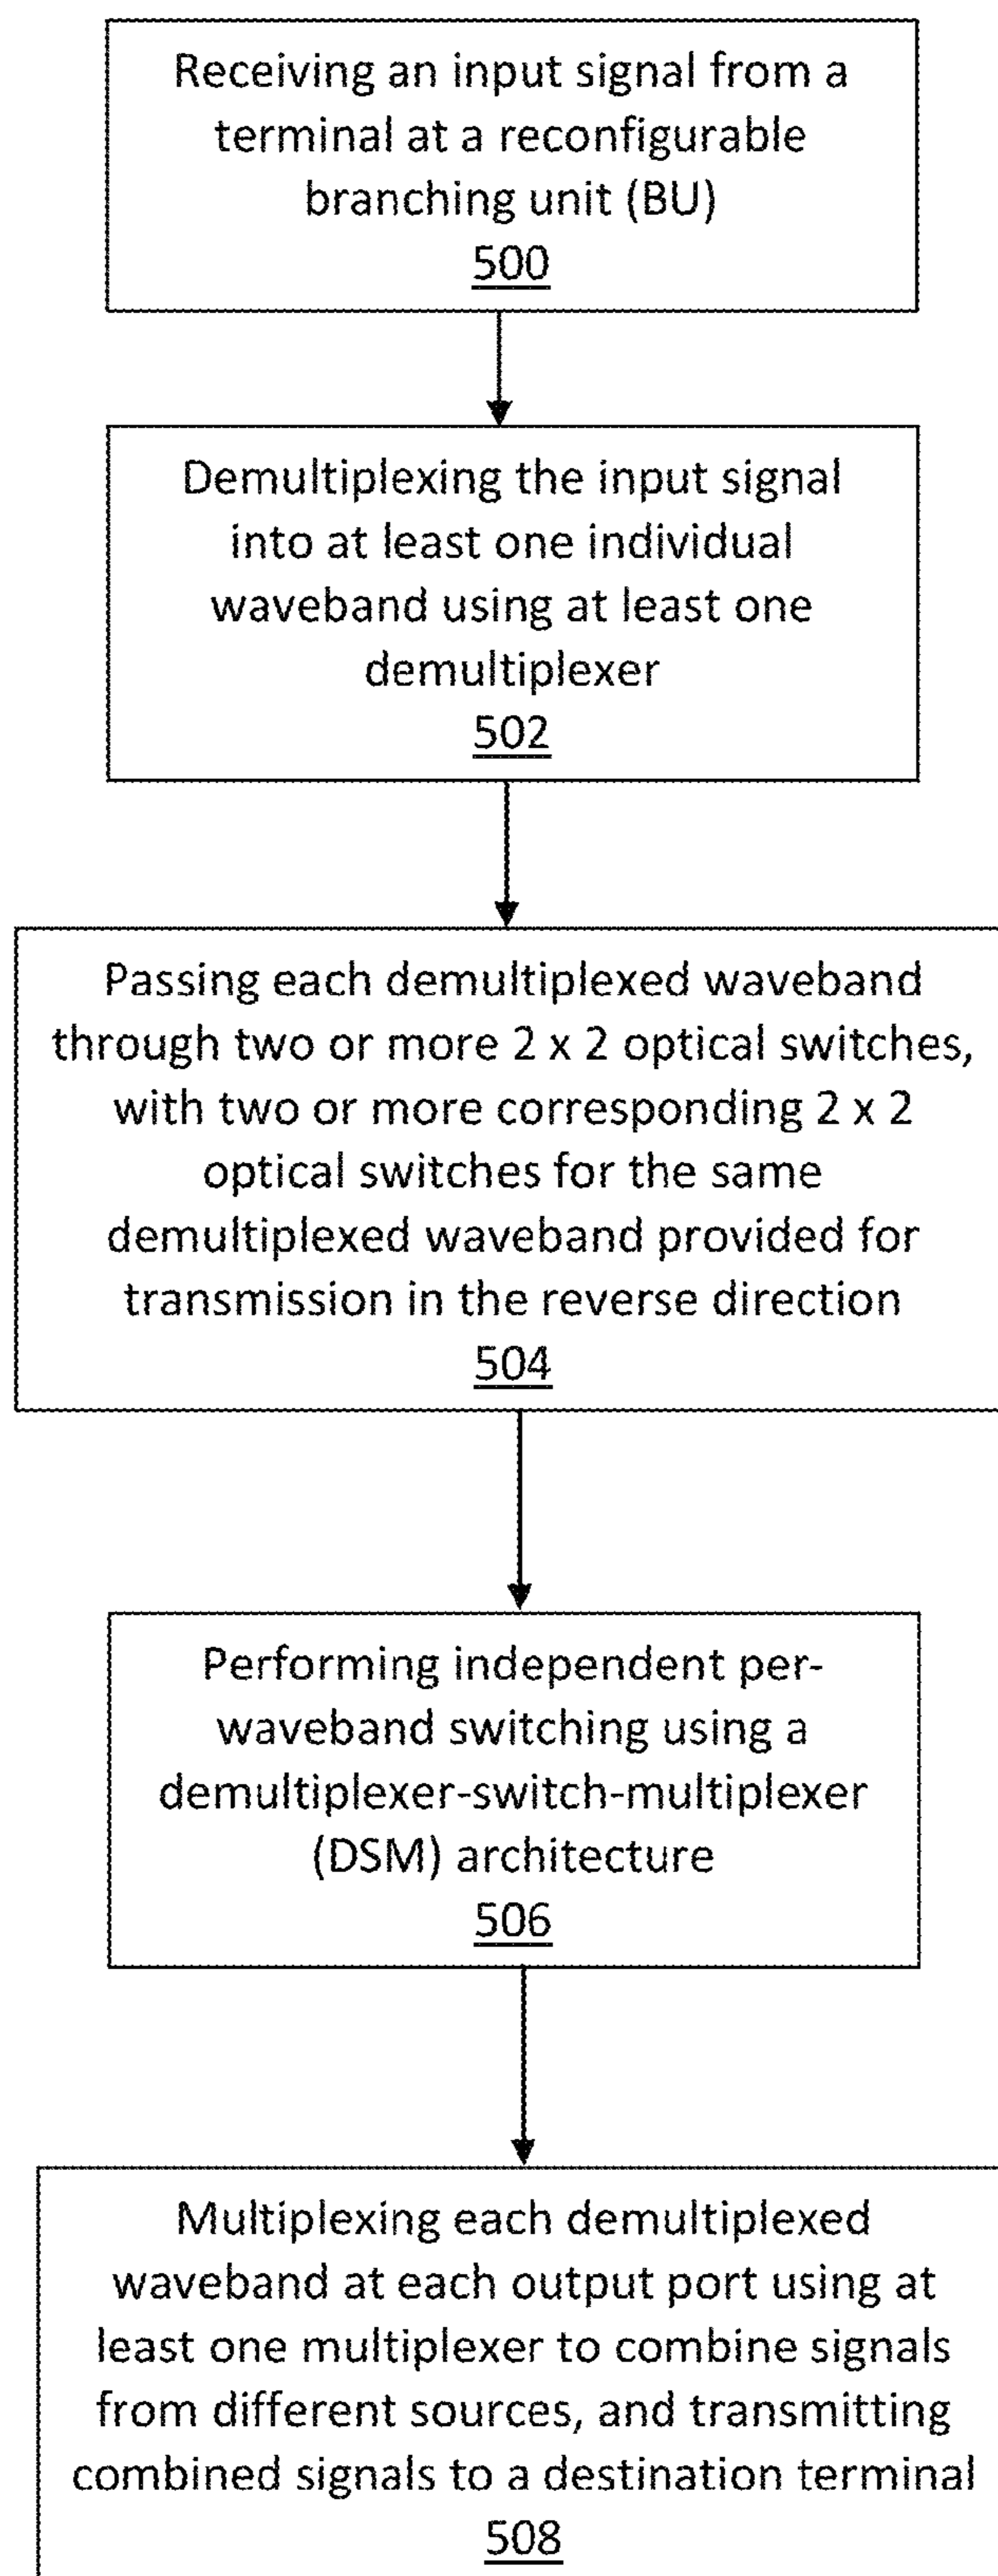 Receiving an input signal from a
terminal at a reconfigurable
branching unit (BU)
500
Demultiplexing the input signal
into at least one individual
waveband using at least one
demultiplexer
502
Passing each demultiplexed waveband
through two or more 2 x 2 optical switches,
with two or more corresponding 2 x 2
optical switches for the same
demultiplexed waveband provided for
transmission in the reverse direction
504
Performing independent per-
waveband switching using a
demultiplexer-switch-multiplexer
(DSM) architecture
506
Multiplexing each demultiplexed
waveband at each output port using at
least one multiplexer to combine signals
from different sources, and transmitting
combined signals to a destination terminal
508